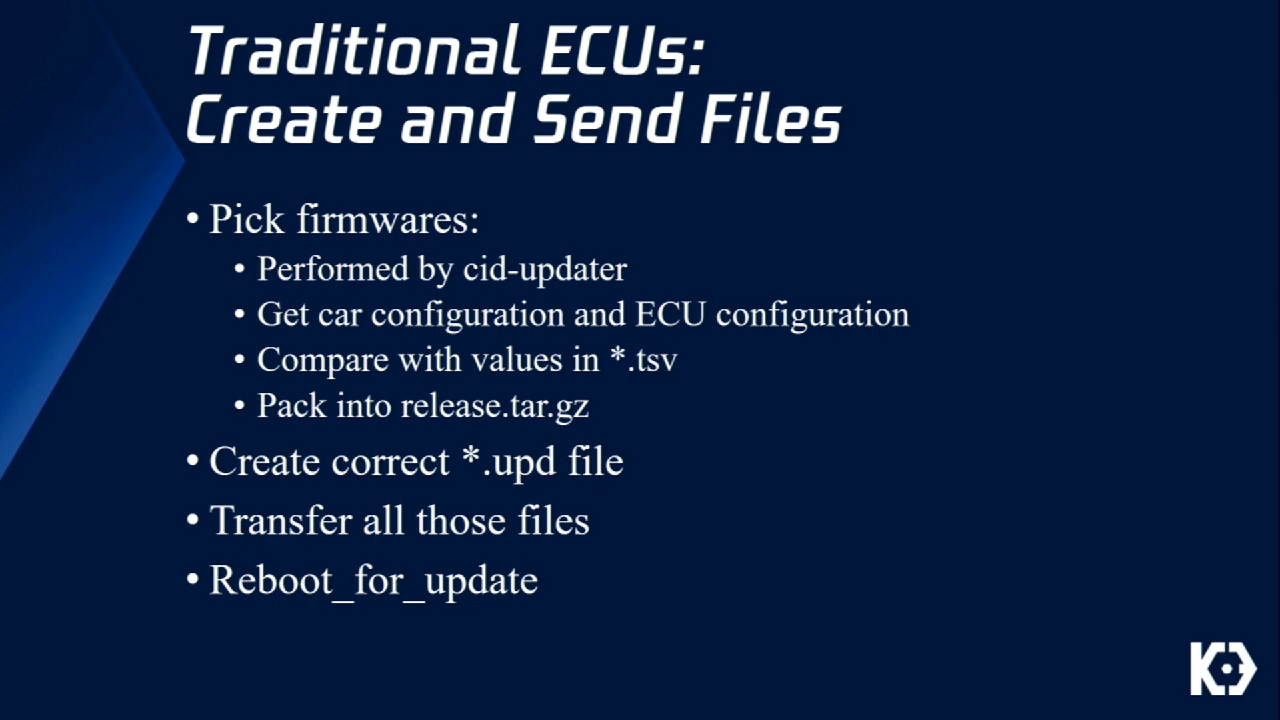 Traditional ECUs:
Create and Send Files
• Pick firmwares:
• Performed by cid-updater
• Get car configuration and ECU configuration
• Compare with values in *.tsv
• Pack into release.tar.gz
• Create correct *.upd file
• Transfer all those files
• Reboot_for_update